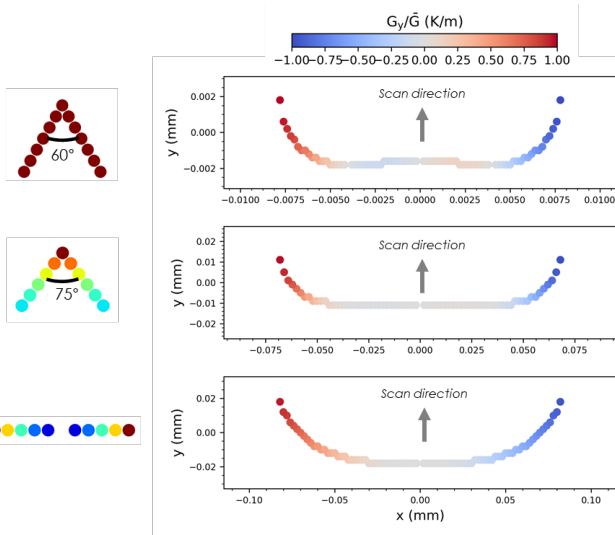 G_y/Ḡ (K/m)
−1.00 −0.75 −0.50 −0.25 0.00 0.25 0.50 0.75 1.00
60°
y (mm)
0.002
0.000
−0.002
Scan direction
−0.0100 −0.0075 −0.0050 −0.0025 0.0000 0.0025 0.0050 0.0075 0.0100
75°
y (mm)
0.02
0.01
0.00
−0.01
−0.02
Scan direction
−0.075 −0.050 −0.025 0.000 0.025 0.050 0.075
y (mm)
0.02
0.00
−0.02
Scan direction
−0.10 −0.05 0.00 0.05 0.10
x (mm)